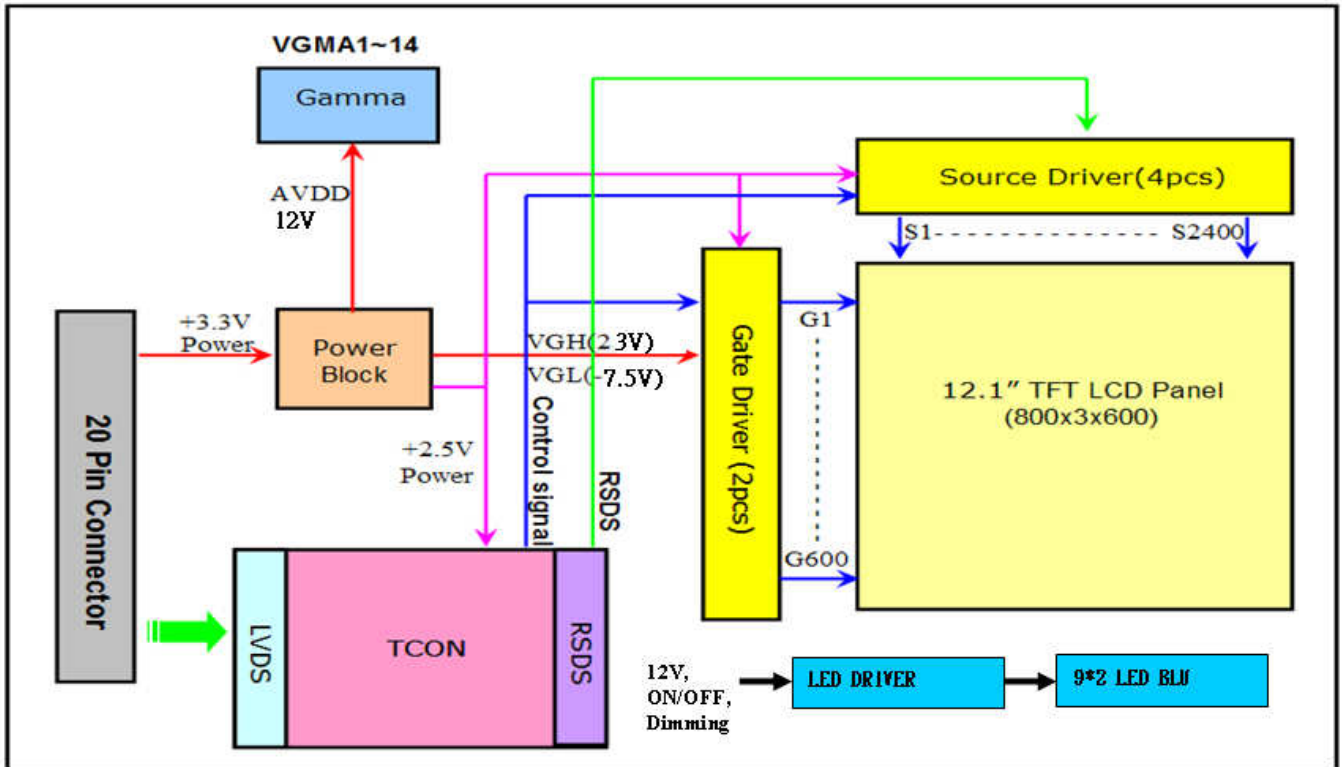 VGMA1~14
Gamma
AVDD
12V
Source Driver(4pcs)
S1- - - - - - - - - - - - - - S2400
+3.3V
Power
Power
Block
VGH(23V)
VGL(-7.5V)
Gate Driver (2pcs)
G1
12.1" TFT LCD Panel
(800x3x600)
20 Pin Connector
+2.5V
Power
Control signal
RSDS
G600
LVDS
TCON
RSDS
12V,
ON/OFF,
Dimming
LED DRIVER
9*2 LED BLU